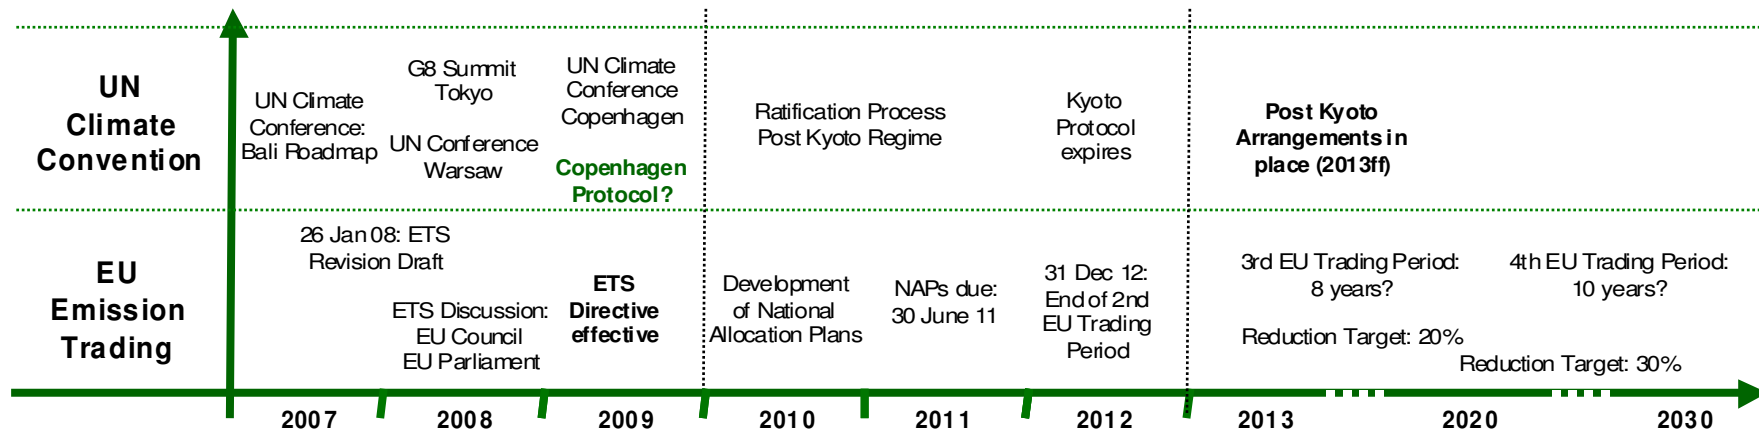 UN
Climate
Convention
UN Climate
Conference:
Bali Roadmap
G8 Summit
Tokyo
UN Conference
Warsaw
UN Climate
Conference
Copenhagen
Copenhagen
Protocol?
Ratification Process
Post Kyoto Regime
Kyoto
Protocol
expires
Post Kyoto
Arrangements in
place (2013ff)
EU
Emission
Trading
26 Jan 08: ETS
Revision Draft
ETS Discussion:
EU Council
EU Parliament
ETS
Directive
effective
Development
of National
Allocation Plans
NAPs due:
30 June 11
31 Dec 12:
End of 2nd
EU Trading
Period
3rd EU Trading Period:
8 years?
Reduction Target: 20%
4th EU Trading Period:
10 years?
Reduction Target: 30%
2007
2008
2009
2010
2011
2012
2013
2020
2030